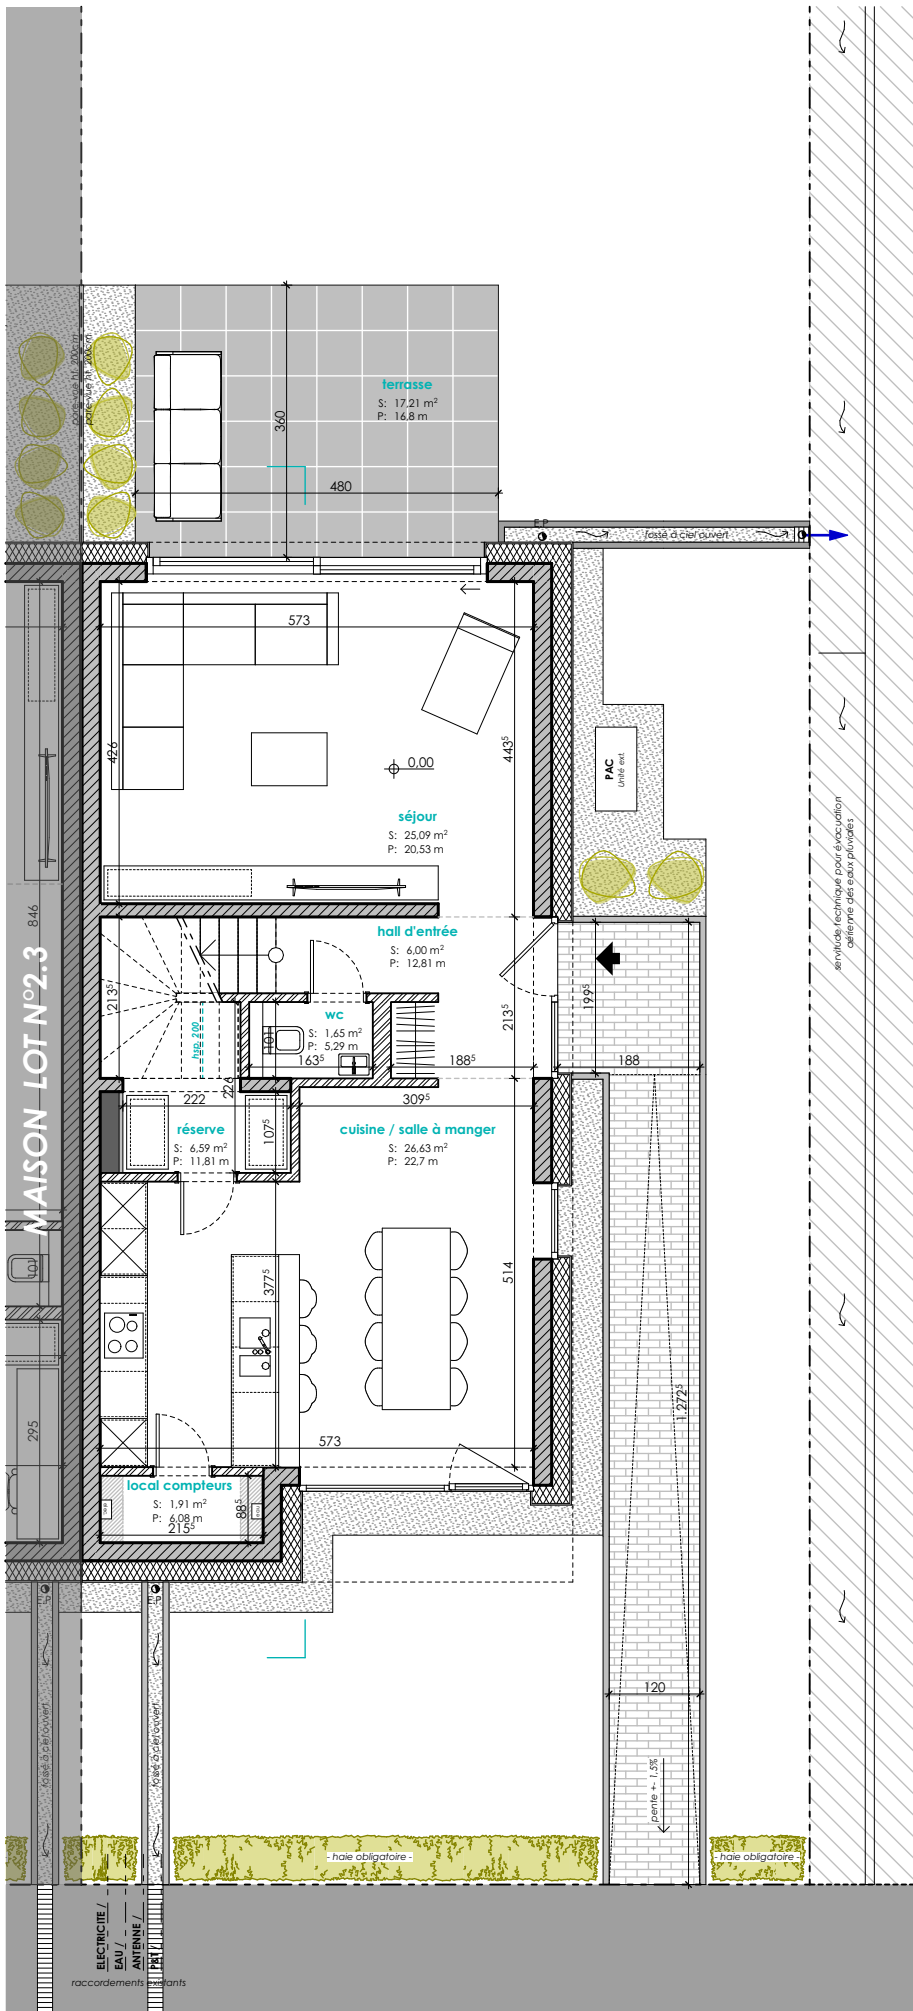 pare-vue ht. 200cm
pare-vue ht. 200cm
terrasse
S: 17,21 m²
P: 16,8 m
360
480
E.P
fossé à ciel ouvert
573
426
443⁵
0,00
PAC
Unité ext.
séjour
S: 25,09 m²
P: 20,53 m
servitude technique pour évacuation
aérienne des eaux pluviales
846
MAISON LOT N°2.3
hall d'entrée
S: 6,00 m²
P: 12,81 m
213⁵
213⁵
199⁵
wc
S: 1,65 m²
P: 5,29 m
hsp. 200
101
163⁵
188⁵
188
226
222
309⁵
107⁵
réserve
S: 6,59 m²
P: 11,81 m
cuisine / salle à manger
S: 26,63 m²
P: 22,7 m
101
377⁵
514
1.272⁵
295
573
local compteurs
S: 1,91 m²
P: 6,08 m
88⁵
215⁵
E.P
E.P
120
fossé à ciel ouvert
fossé à ciel ouvert
pente +- 1,5%
- haie obligatoire -
- haie obligatoire -
ELECTRICITE /
EAU /
ANTENNE /
P&T /
raccordements existants